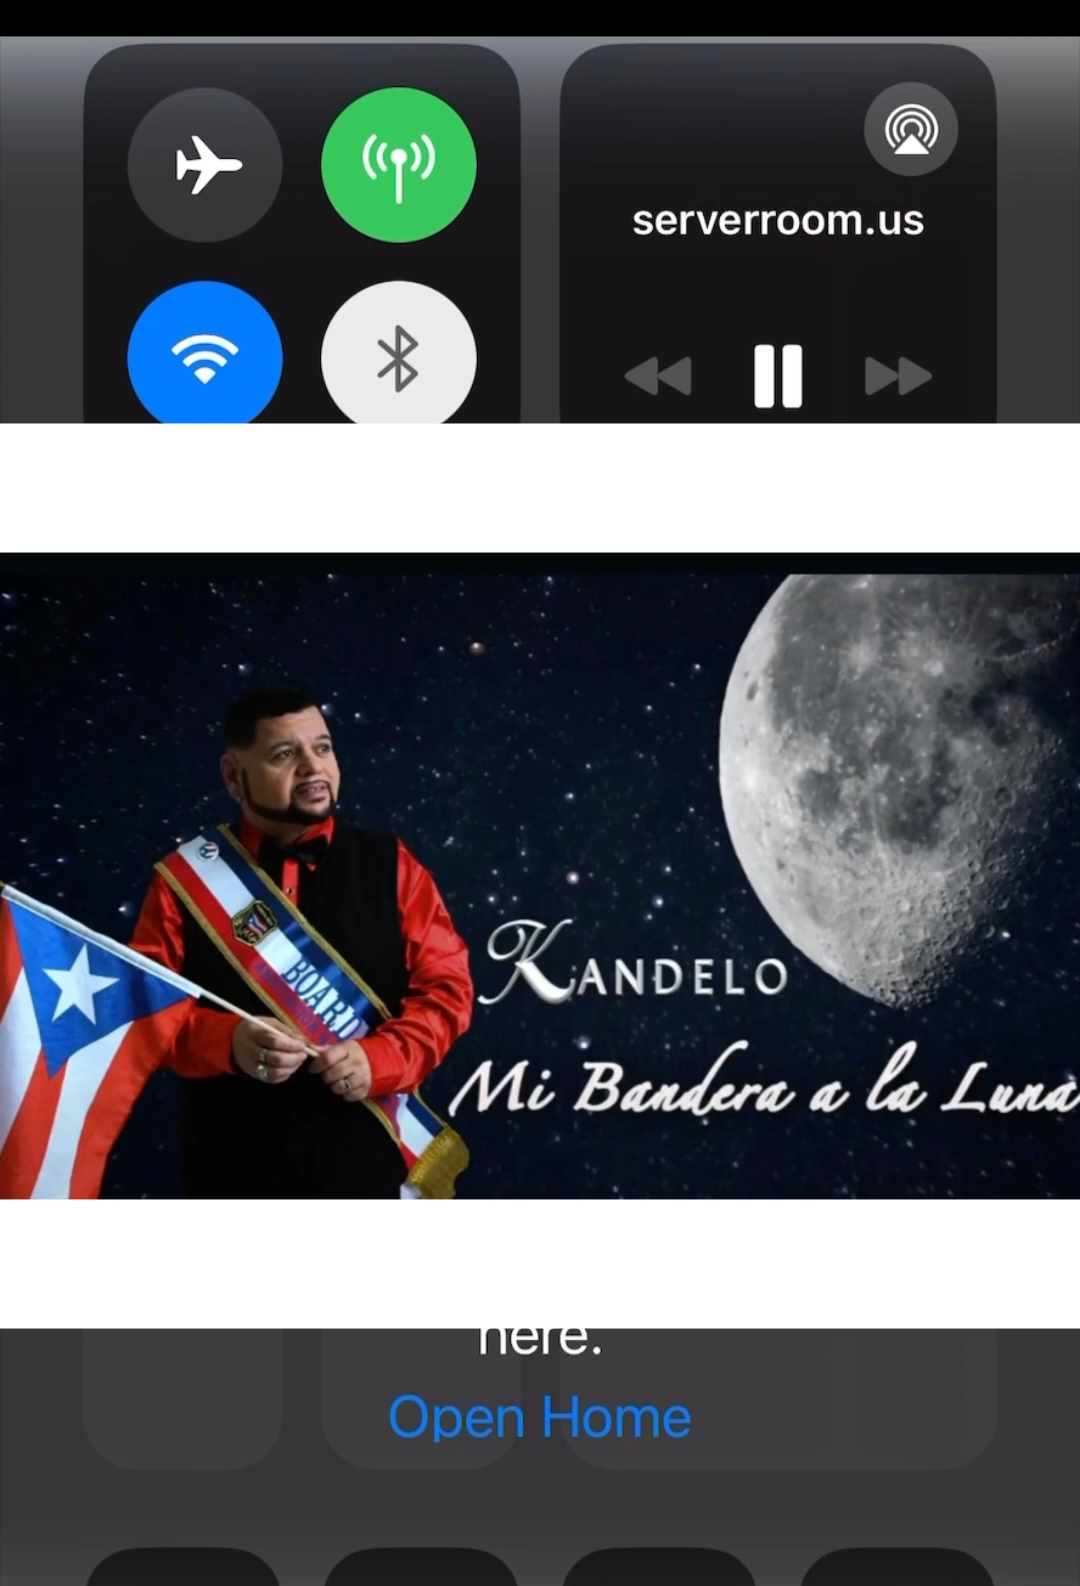 serverroom.us
BOARD
KANDELO
Mi Bandera a la Luna
here.
Open Home